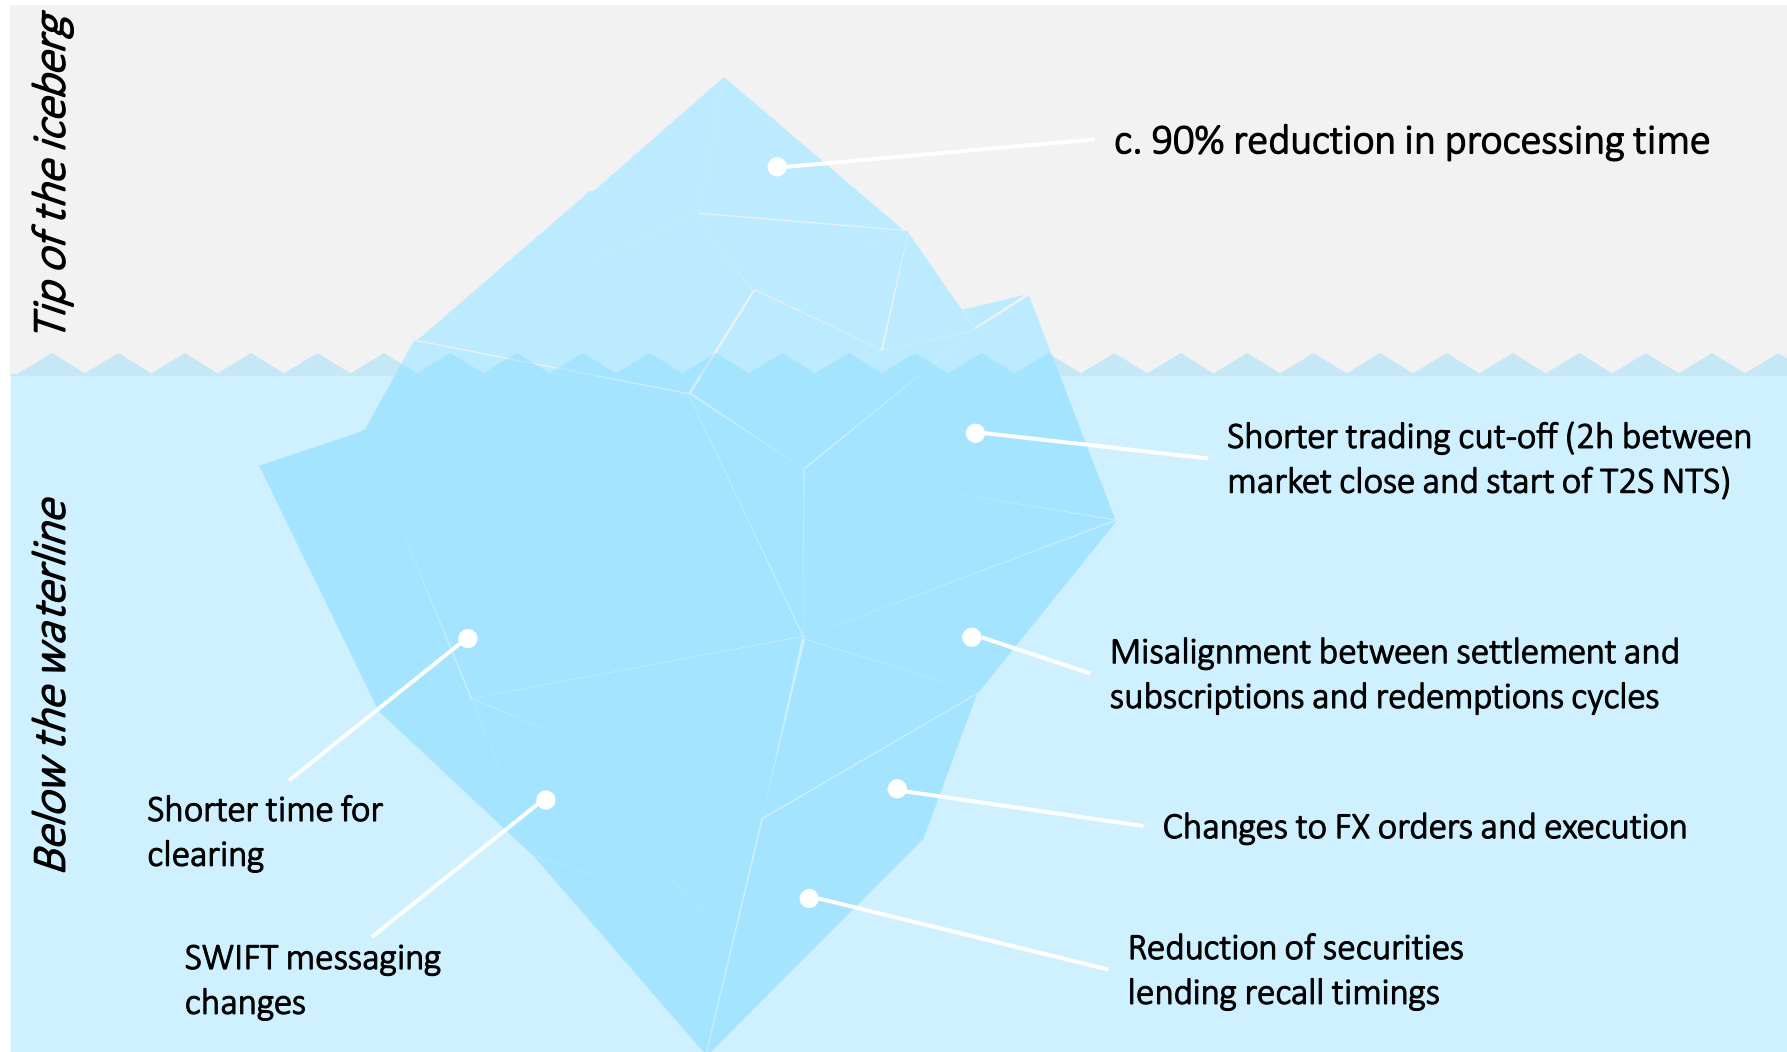 Tip of the iceberg
c. 90% reduction in processing time
Below the waterline
Shorter trading cut-off (2h between
market close and start of T2S NTS)
Misalignment between settlement and
subscriptions and redemptions cycles
Shorter time for
clearing
Changes to FX orders and execution
SWIFT messaging
changes
Reduction of securities
lending recall timings